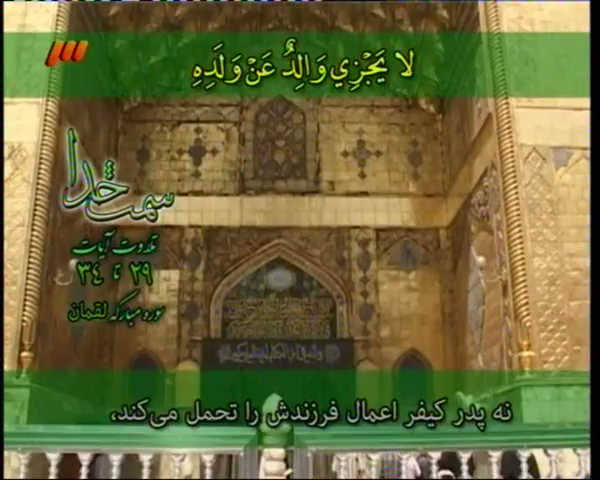 لا يَجْزِي وَالِدٌ عَنْ وَلَدِهِ
سمت خدا
تلاوت آیات
۲۹ تا ۳۴
سوره مبارکه لقمان
نه پدر کیفر اعمال فرزندش را تحمل می‌کند،